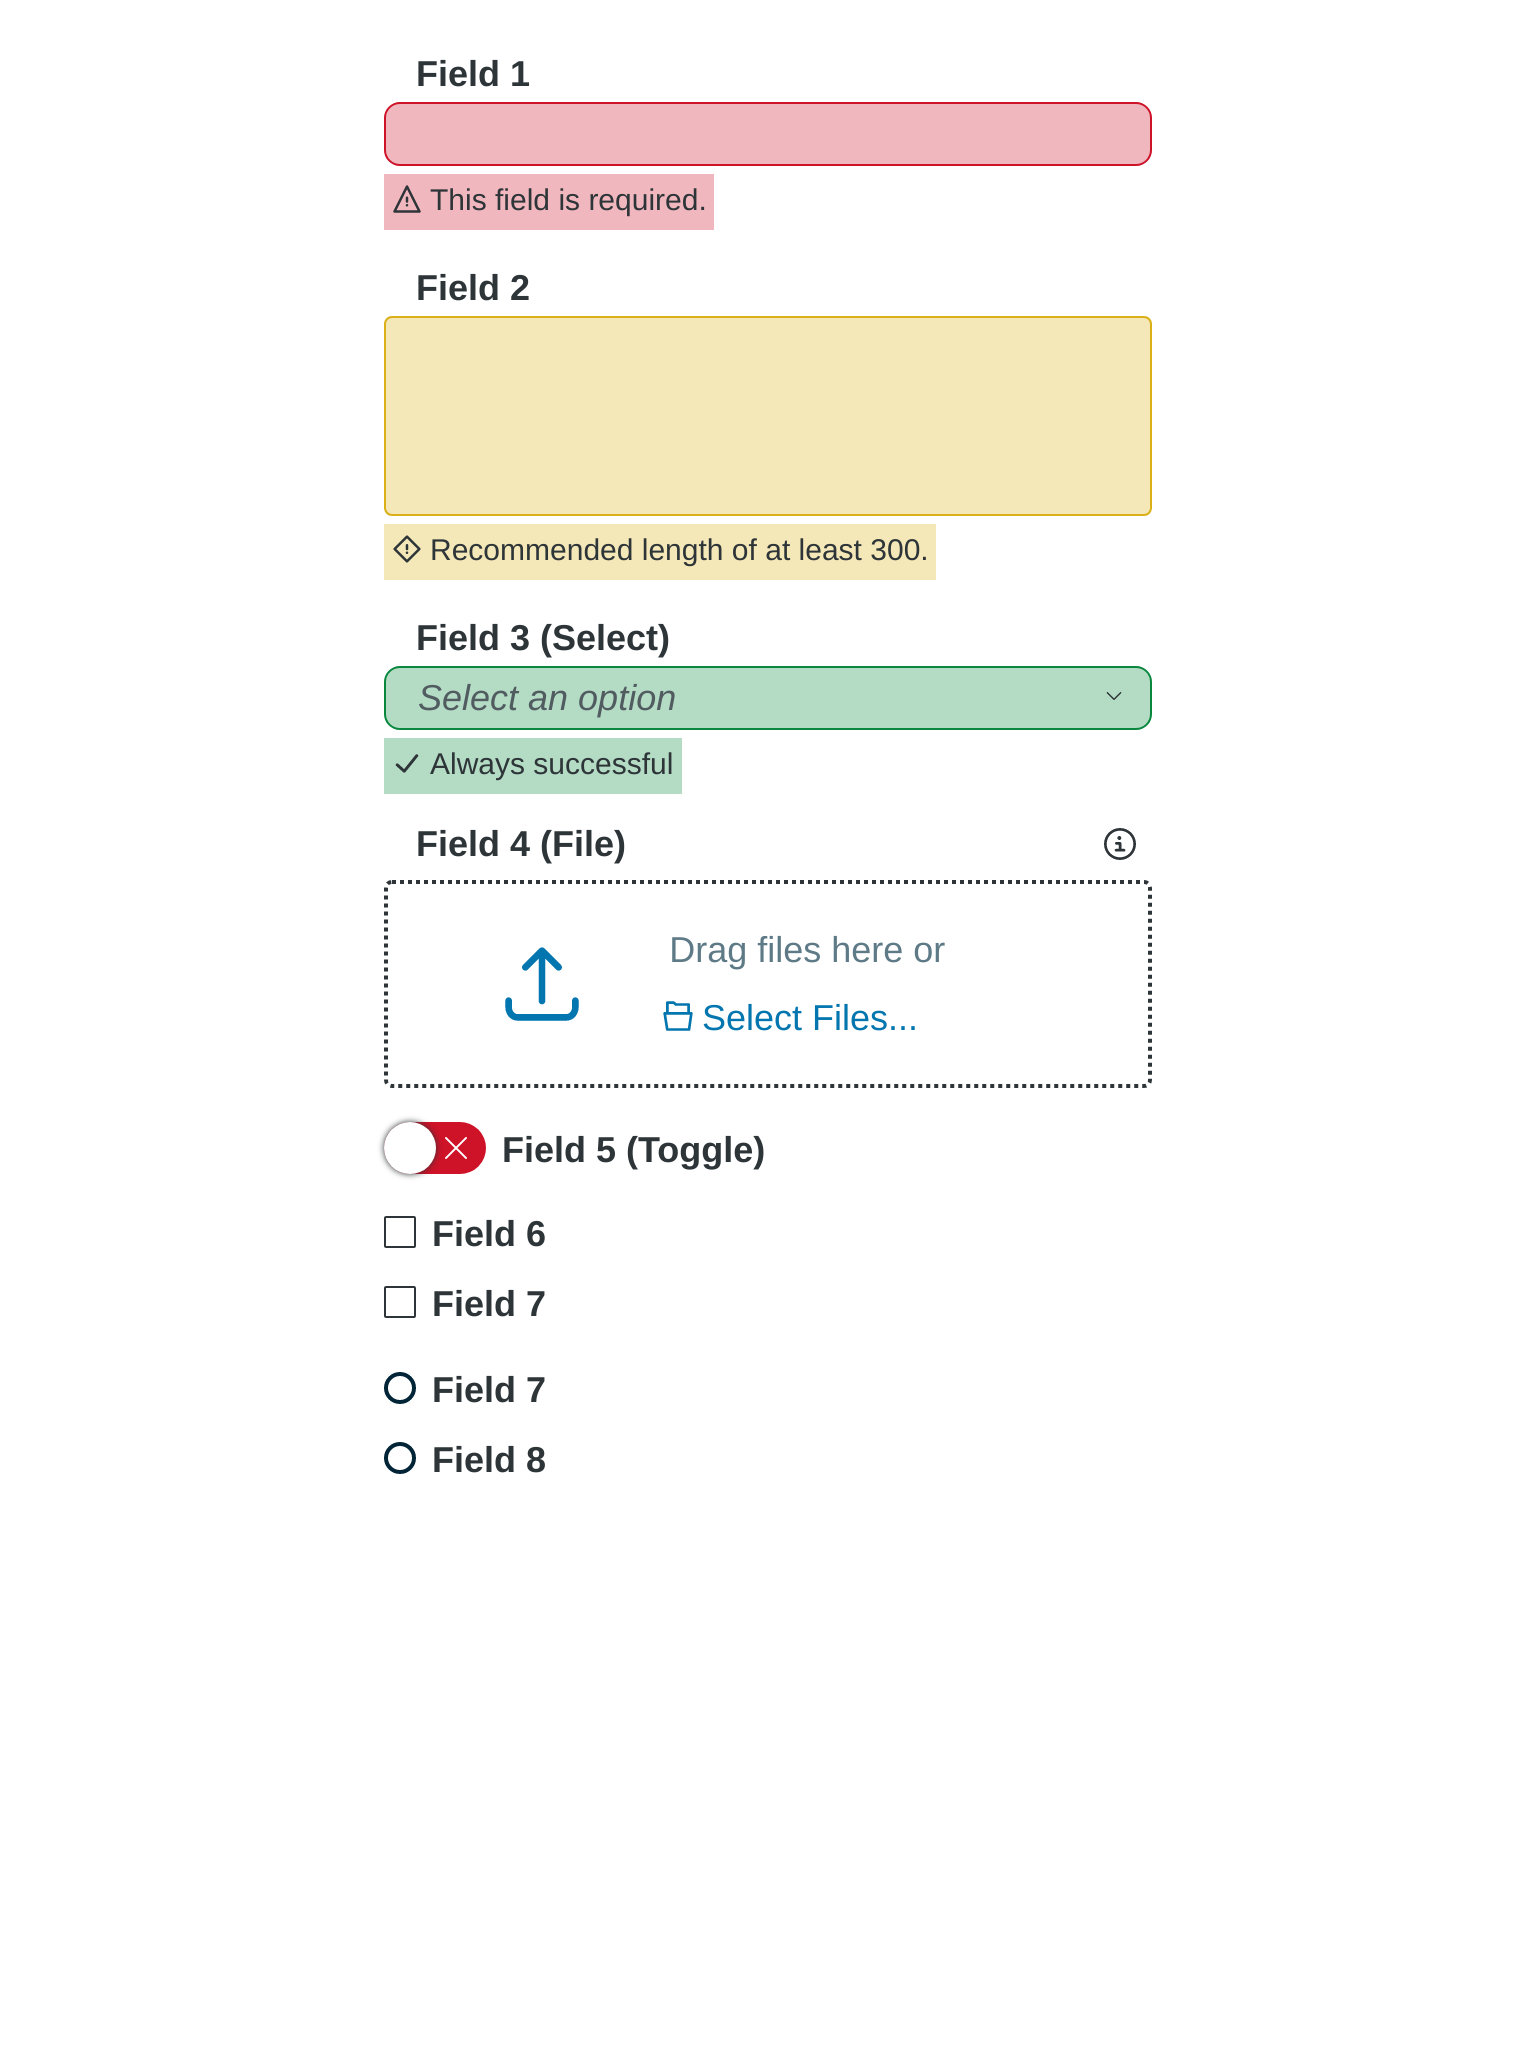 Field 1
This field is required.
Field 2
Recommended length of at least 300.
Field 3 (Select)
Select an option
Always successful
Field 4 (File)
Drag files here or
Select Files...
Field 5 (Toggle)
Field 6
Field 7
Field 7
Field 8